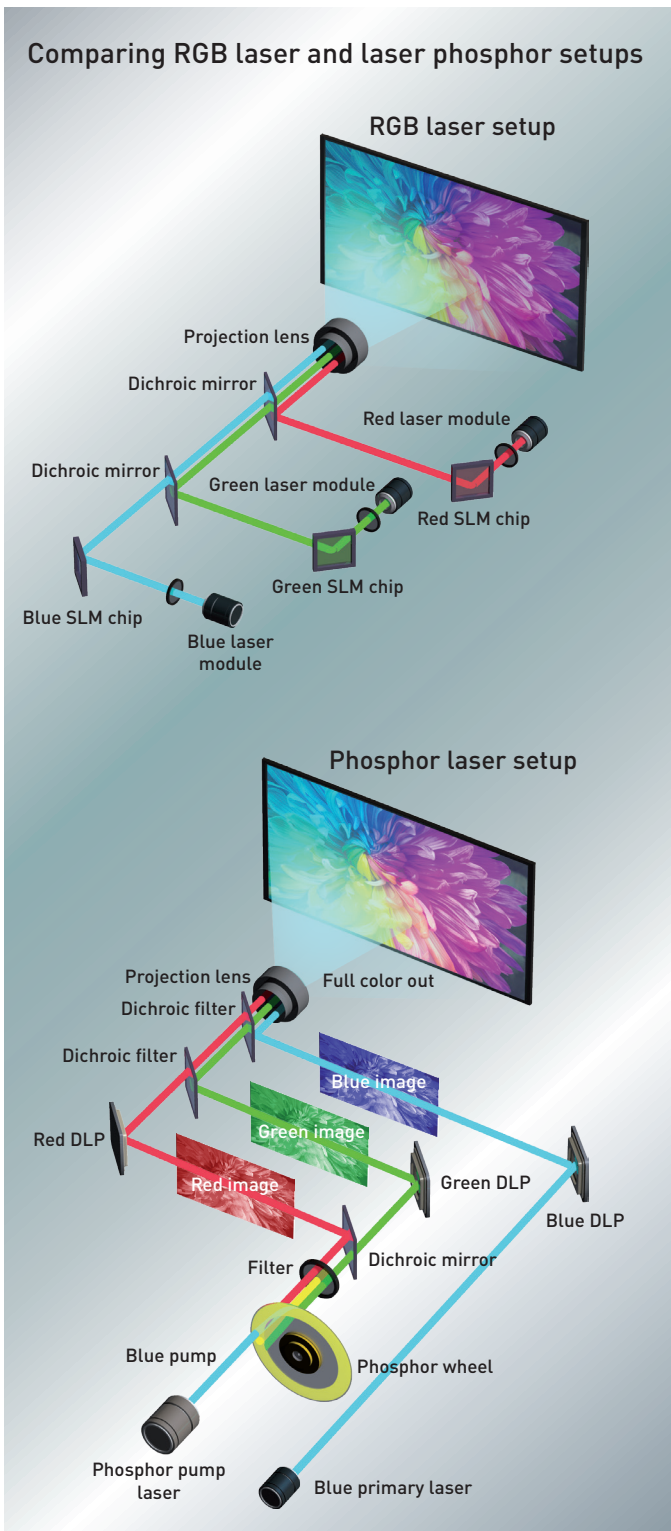 Comparing RGB laser and laser phosphor setups
RGB laser setup
Projection lens
Dichroic mirror
Red laser module
Dichroic mirror
Green laser module
Red SLM chip
Green SLM chip
Blue SLM chip
Blue laser
module
Phosphor laser setup
Projection lens
Full color out
Dichroic filter
Dichroic filter
Blue image
Green image
Red DLP
Green DLP
Red image
Blue DLP
Dichroic mirror
Filter
Blue pump
Phosphor wheel
Phosphor pump
laser
Blue primary laser